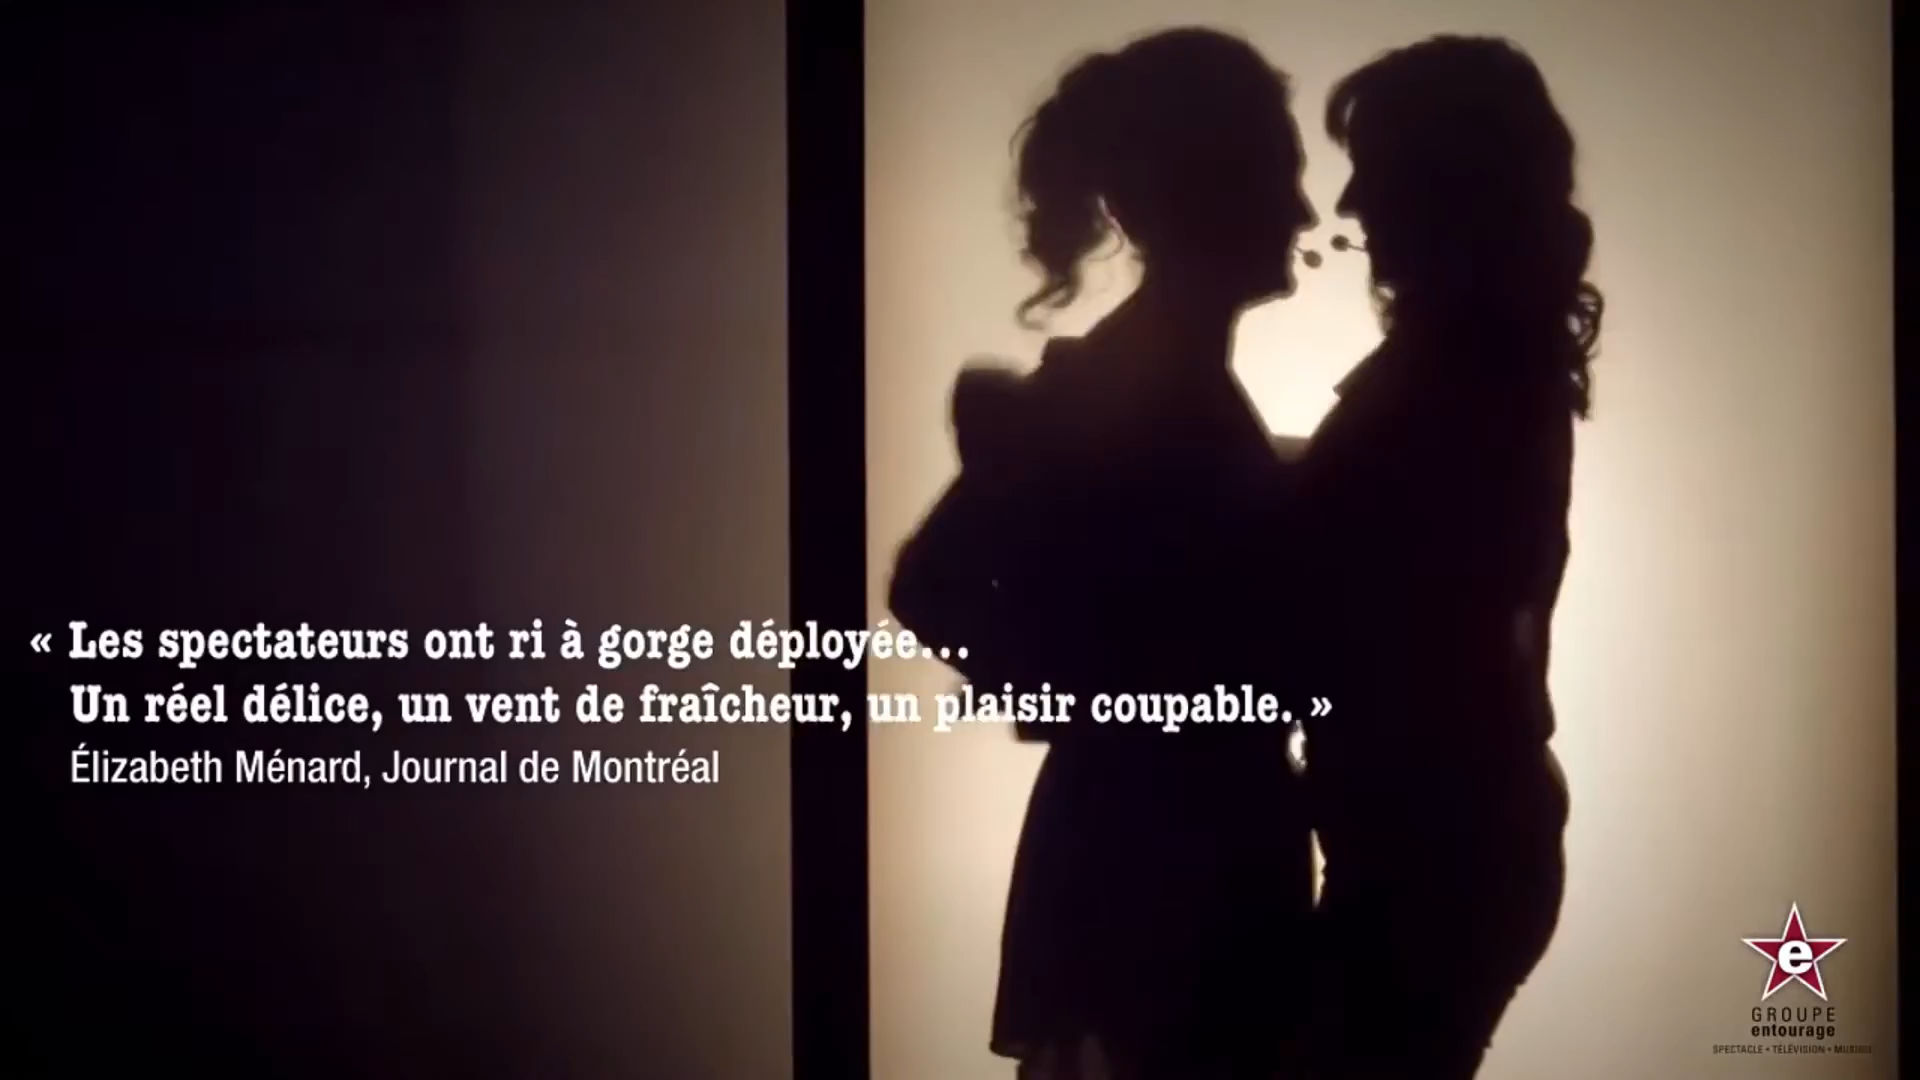 « Les spectateurs ont ri à gorge déployée...
Un réel délice, un vent de fraîcheur, un plaisir coupable. »
Élizabeth Ménard, Journal de Montréal
e
GROUPE
entourage
SPECTACLE • TÉLÉVISION • MUSIQUE